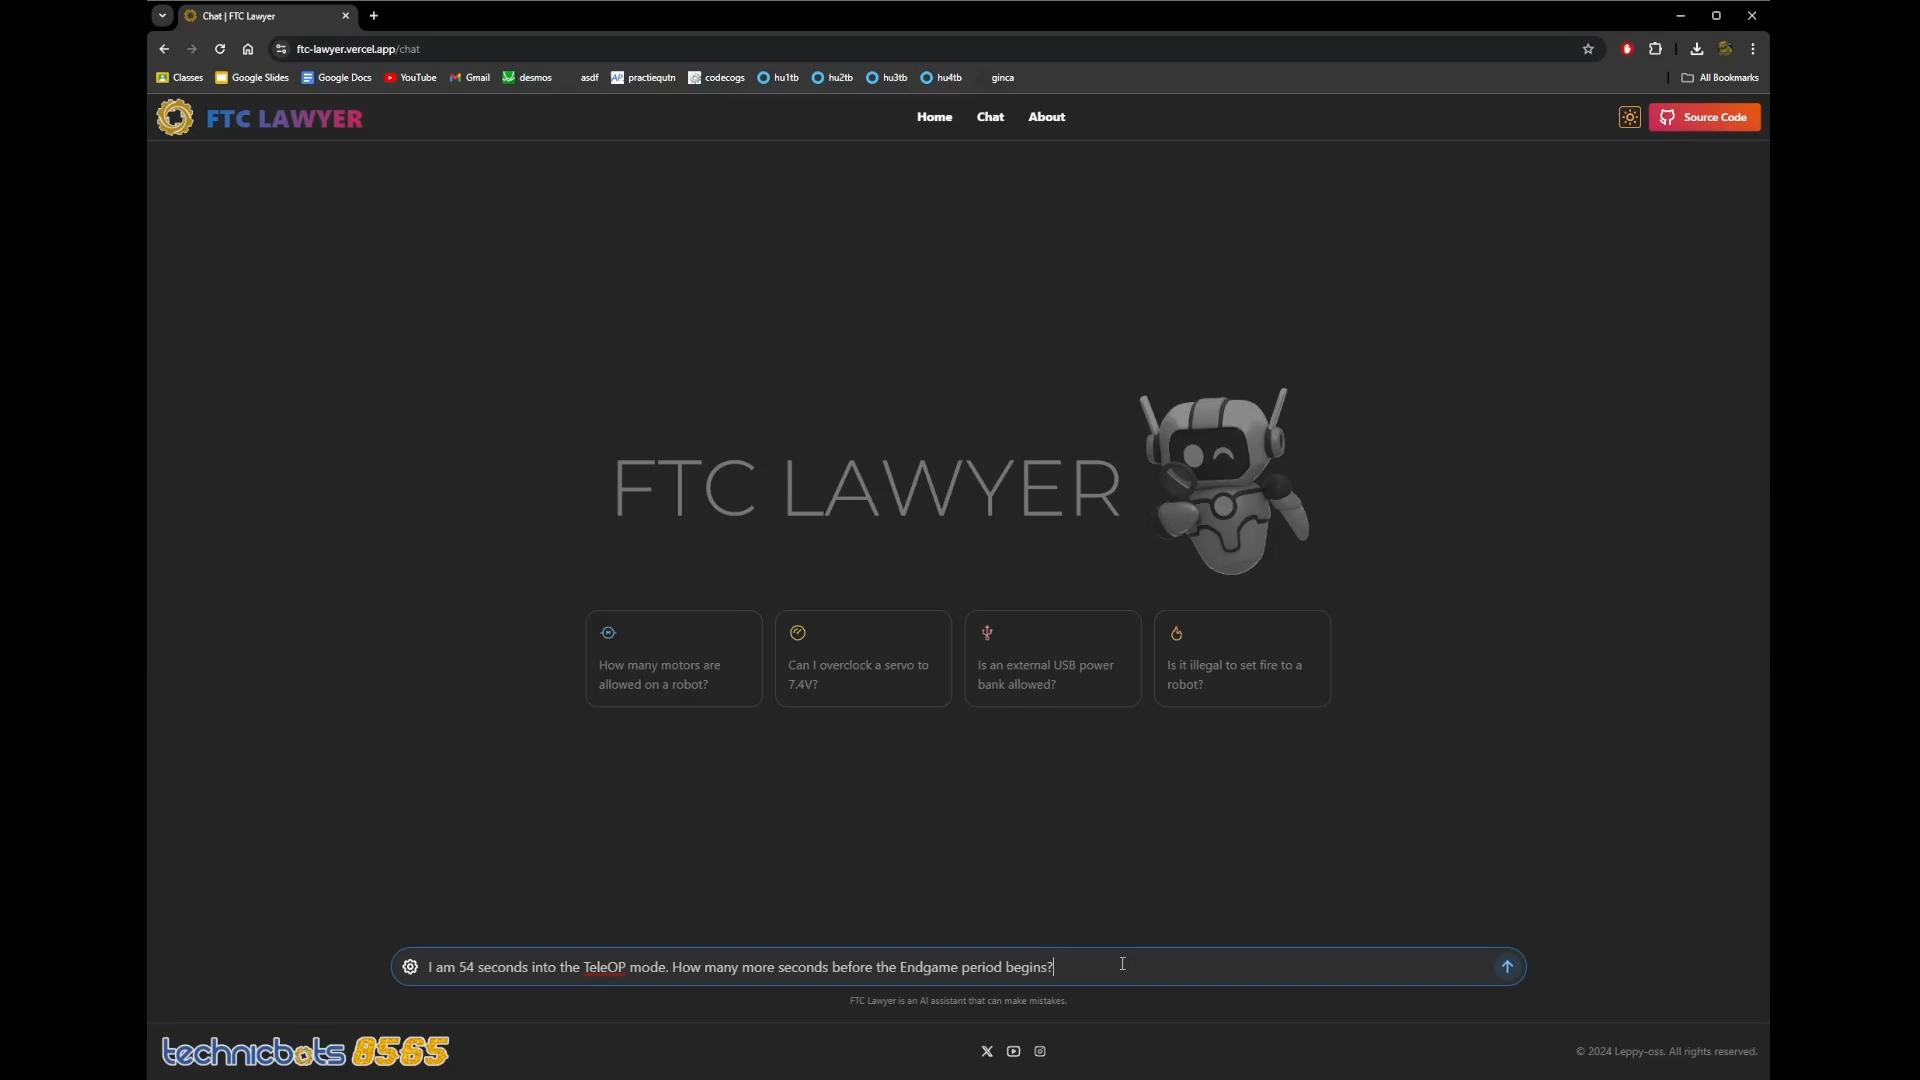 Chat | FTC Lawyer
ftc-lawyer.vercel.app/chat
Classes Google Slides Google Docs YouTube Gmail desmos asdf AP practiequtn codecogs hu1tb hu2tb hu3tb hu4tb ginca All Bookmarks
FTC LAWYER Home Chat About Source Code
FTC LAWYER
How many motors are
allowed on a robot?
Can I overclock a servo to
7.4V?
Is an external USB power
bank allowed?
Is it illegal to set fire to a
robot?
I am 54 seconds into the TeleOP mode. How many more seconds before the Endgame period begins?
FTC Lawyer is an AI assistant that can make mistakes.
technicbots 8565
© 2024 Leppy-oss. All rights reserved.